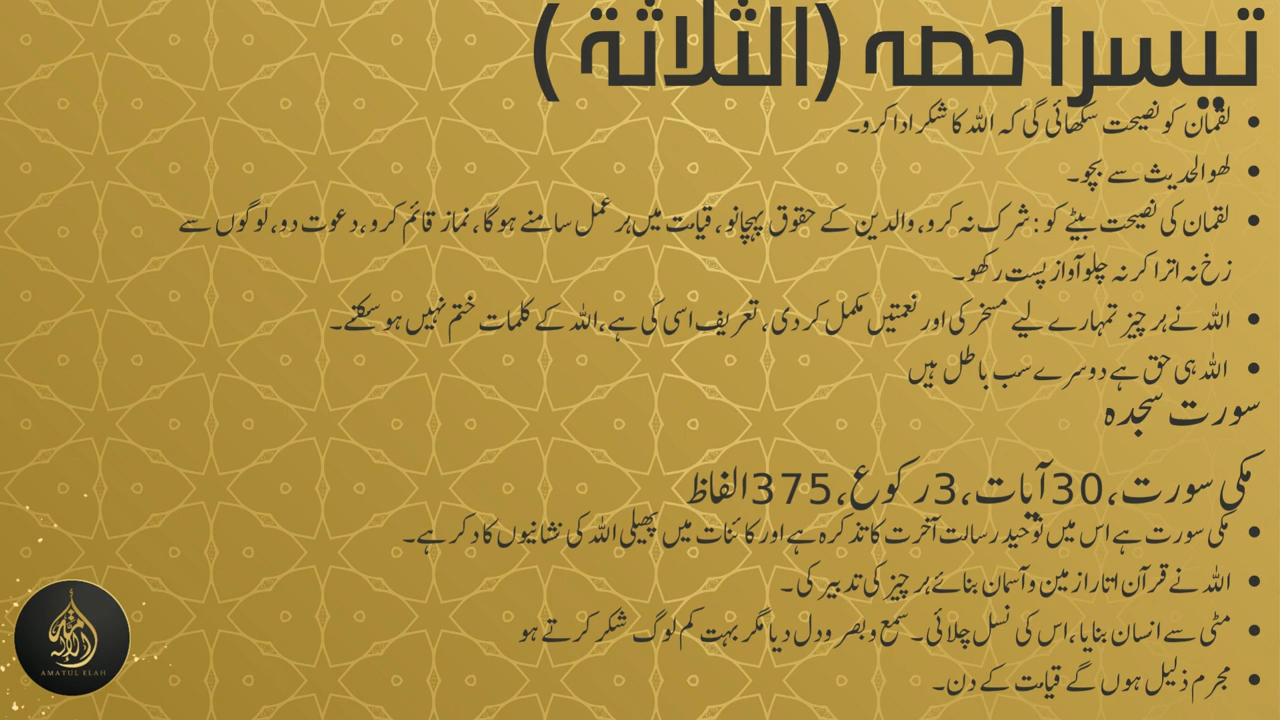 تیسرا حصہ (الثلاثة )
• لقمان کو نصیحت سکھائی گی کہ اللہ کا شکر ادا کرو۔
• لھو الحدیث سے بچو۔
• لقمان کی نصیحت بیٹے کو : شرک نہ کرو، والدین کے حقوق پہچانو ، قیامت میں ہر عمل سامنے ہو گا ، نماز قائم کرو، دعوت دو، لوگوں سے
زخ نہ اترا کر نہ چلو آواز پست رکھو۔
• اللہ نے ہر چیز تمہارے لیے مسخر کی اور نعمتیں مکمل کر دی، تعریف اسی کی ہے، اللہ کے کلمات ختم نہیں ہو سکتے۔
• اللہ ہی حق ہے دوسرے سب باطل ہیں
سورت سجدہ
مکی سورت، 30 آیات، 3 رکوع، 375 الفاظ
• مکی سورت ہے اس میں توحید رسالت آخرت کا تذکرہ ہے اور کائنات میں پھیلی اللہ کی نشانیوں کا ذکر ہے۔
• اللہ نے قرآن اتارا زمین و آسمان بنائے ہر چیز کی تدبیر کی۔
• مٹی سے انسان بنایا، اس کی نسل چلائی۔ سمع و بصر و دل دیا مگر بہت کم لوگ شکر کرتے ہو
• مجرم ذلیل ہوں گے قیامت کے دن۔
AMATUL ELAH